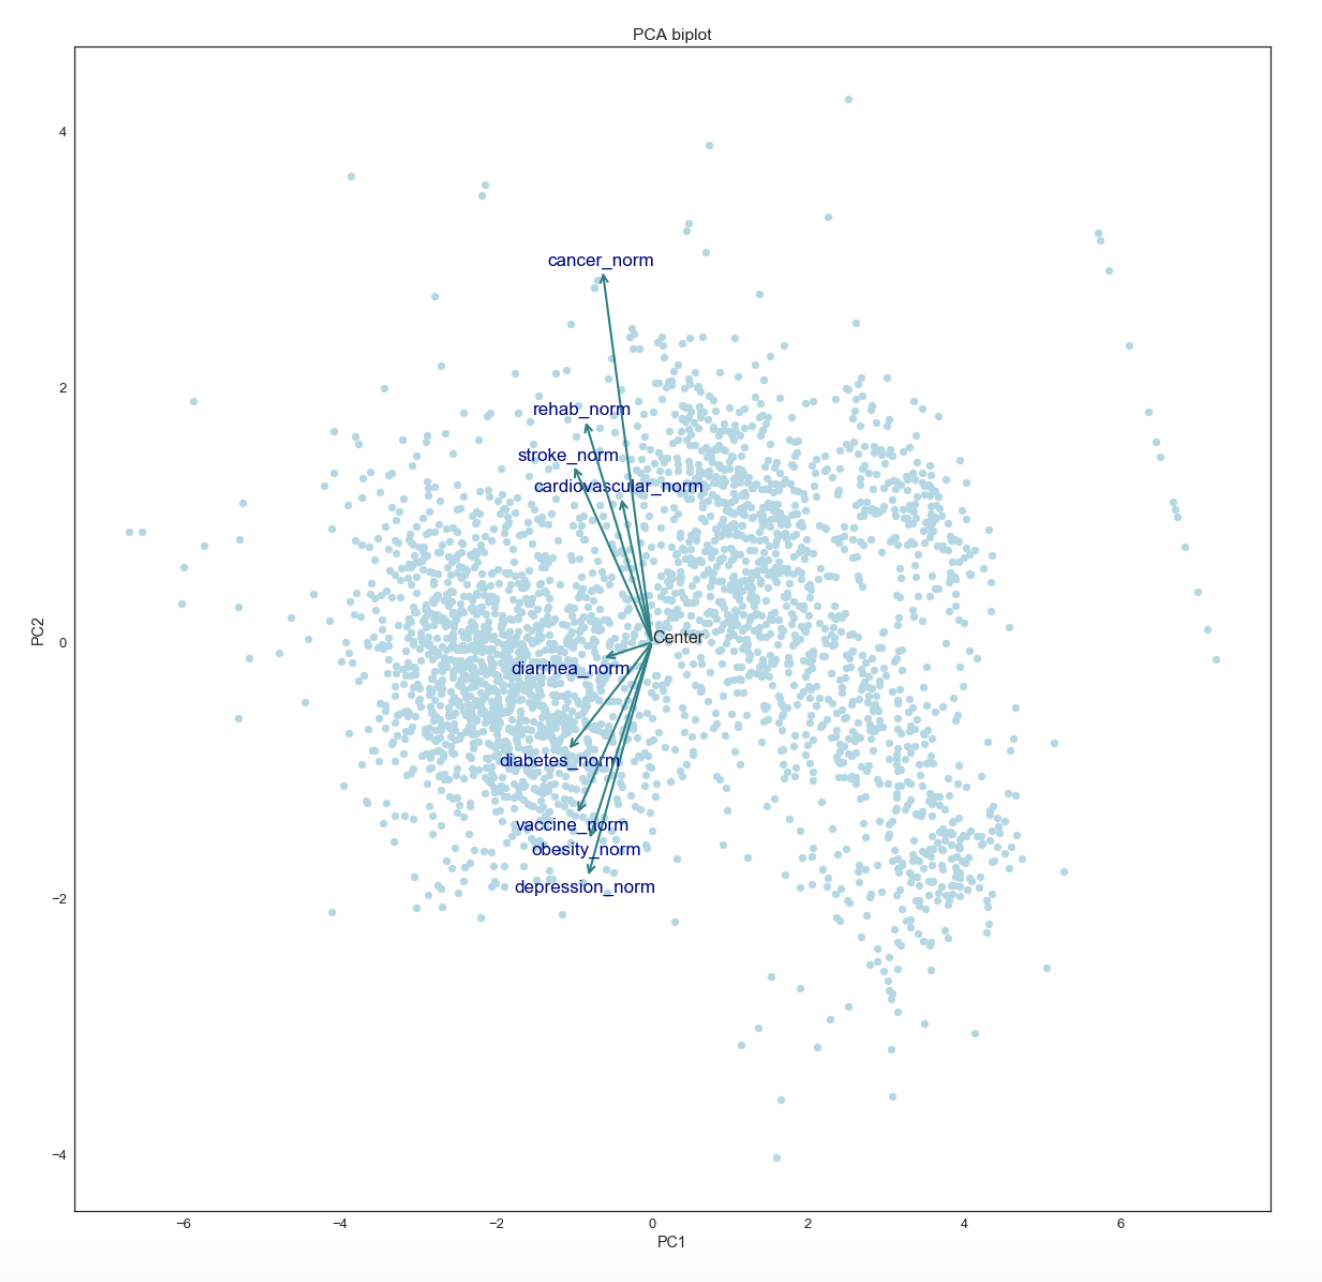 PCA biplot
4
cancer_norm
2
rehab_norm
stroke_norm
cardiovascular_norm
PC2
0
Center
diarrhea_norm
diabetes_norm
vaccine_norm
obesity_norm
depression_norm
−2
−4
−6 −4 −2 0 2 4 6
PC1